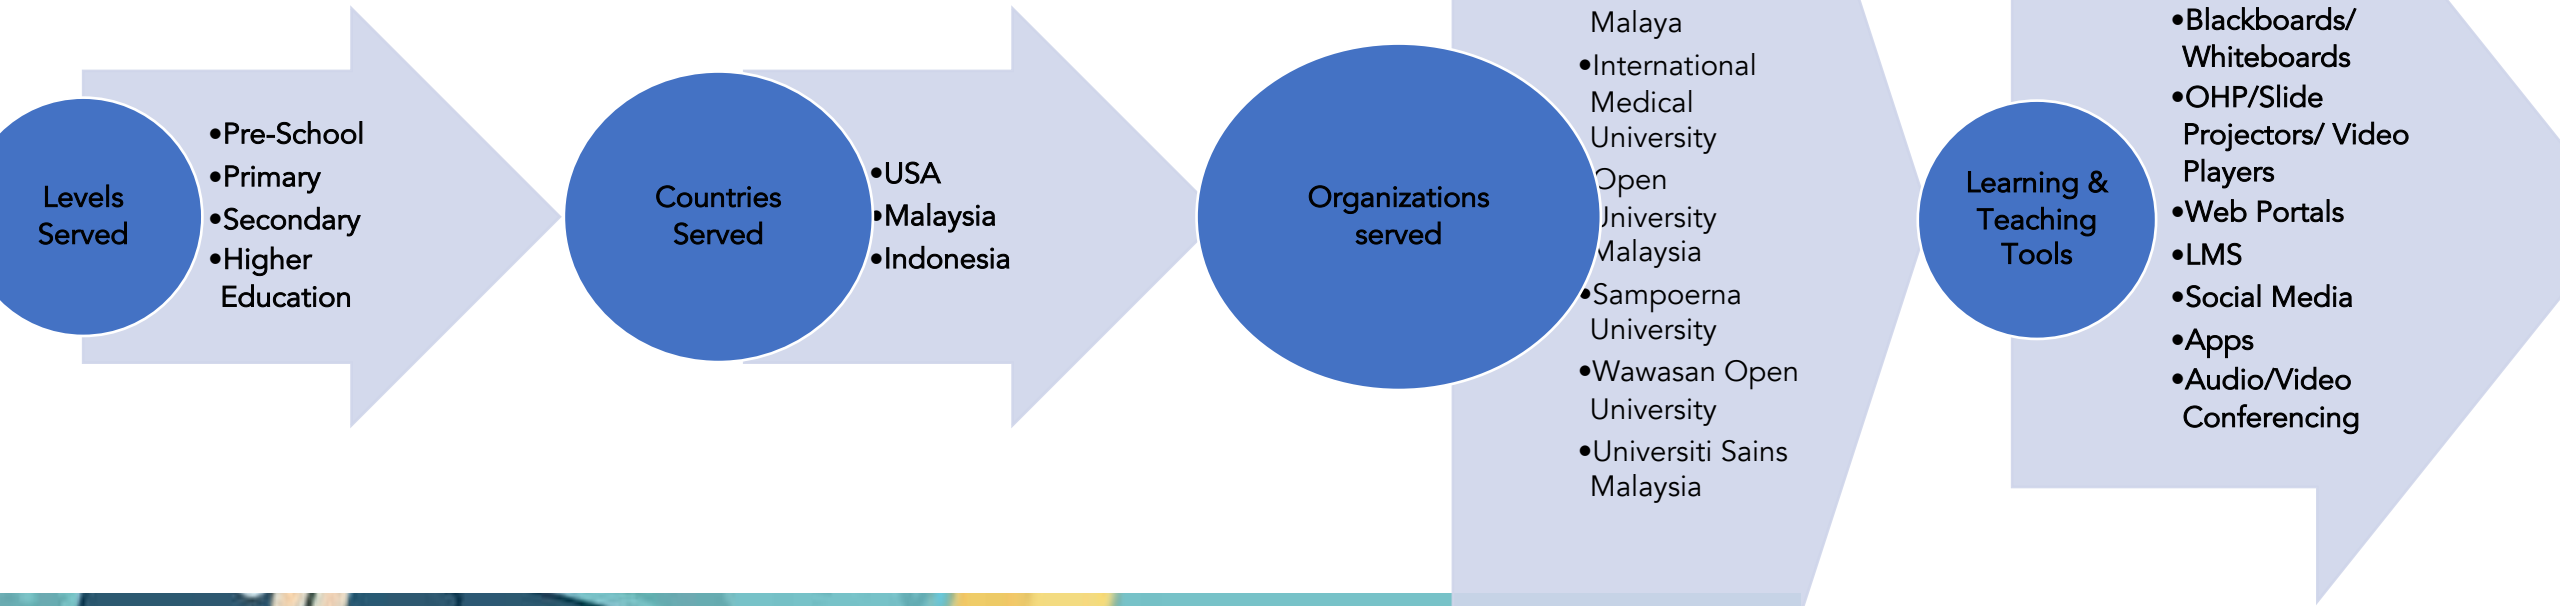 Levels
Served
•Pre-School
•Primary
•Secondary
•Higher
Education
Countries
Served
•USA
•Malaysia
•Indonesia
Organizations
served
Malaya
•International
Medical
University
Open
University
Malaysia
•Sampoerna
University
•Wawasan Open
University
•Universiti Sains
Malaysia
Learning &
Teaching
Tools
•Blackboards/
Whiteboards
•OHP/Slide
Projectors/ Video
Players
•Web Portals
•LMS
•Social Media
•Apps
•Audio/Video
Conferencing